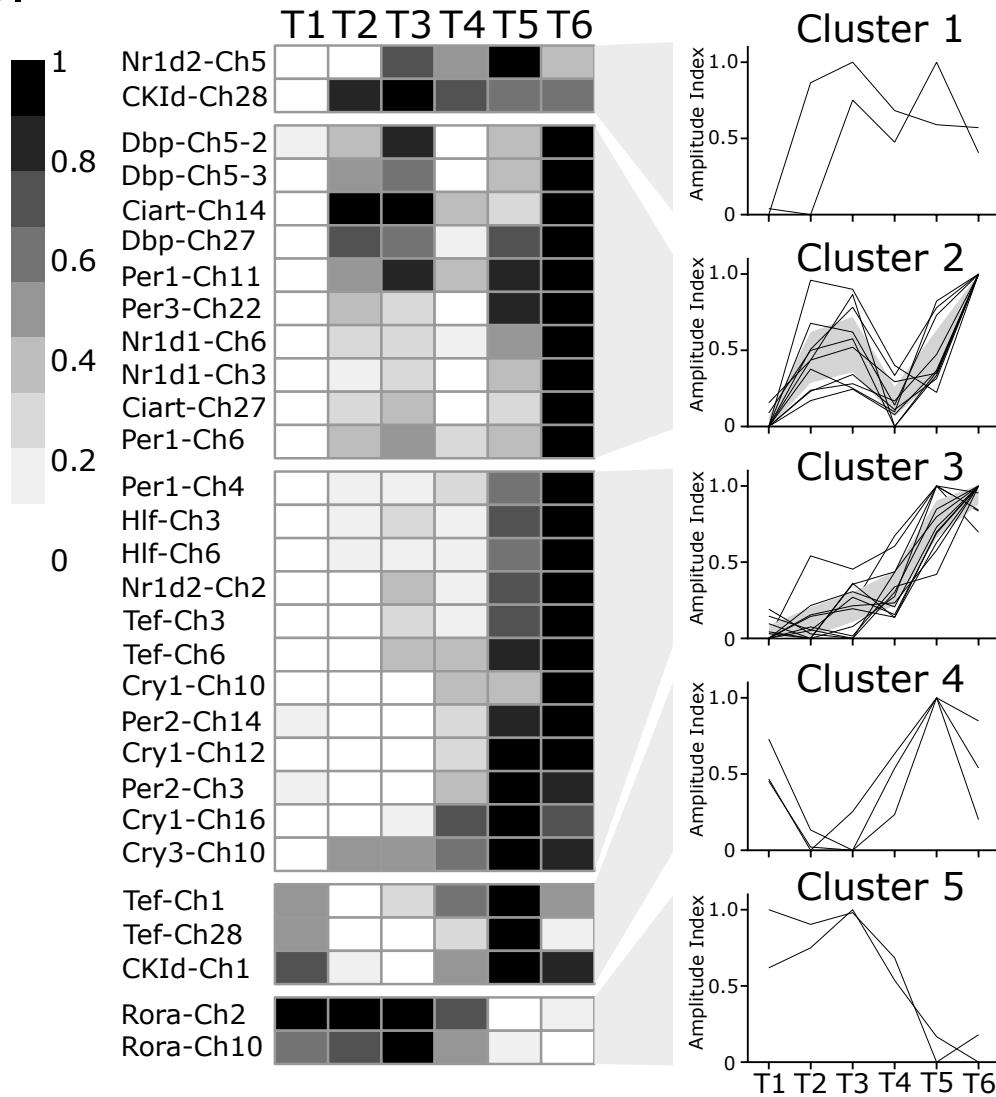 T1 T2 T3 T4 T5 T6
1
0.8
0.6
0.4
0.2
0
Nr1d2-Ch5
CKId-Ch28
Dbp-Ch5-2
Dbp-Ch5-3
Ciart-Ch14
Dbp-Ch27
Per1-Ch11
Per3-Ch22
Nr1d1-Ch6
Nr1d1-Ch3
Ciart-Ch27
Per1-Ch6
Per1-Ch4
Hlf-Ch3
Hlf-Ch6
Nr1d2-Ch2
Tef-Ch3
Tef-Ch6
Cry1-Ch10
Per2-Ch14
Cry1-Ch12
Per2-Ch3
Cry1-Ch16
Cry3-Ch10
Tef-Ch1
Tef-Ch28
CKId-Ch1
Rora-Ch2
Rora-Ch10
Cluster 1
Amplitude Index
1.0
0.5
0
Cluster 2
Amplitude Index
1.0
0.5
0
Cluster 3
Amplitude Index
1.0
0.5
0
Cluster 4
Amplitude Index
1.0
0.5
0
Cluster 5
Amplitude Index
1.0
0.5
0
T1 T2 T3 T4 T5 T6